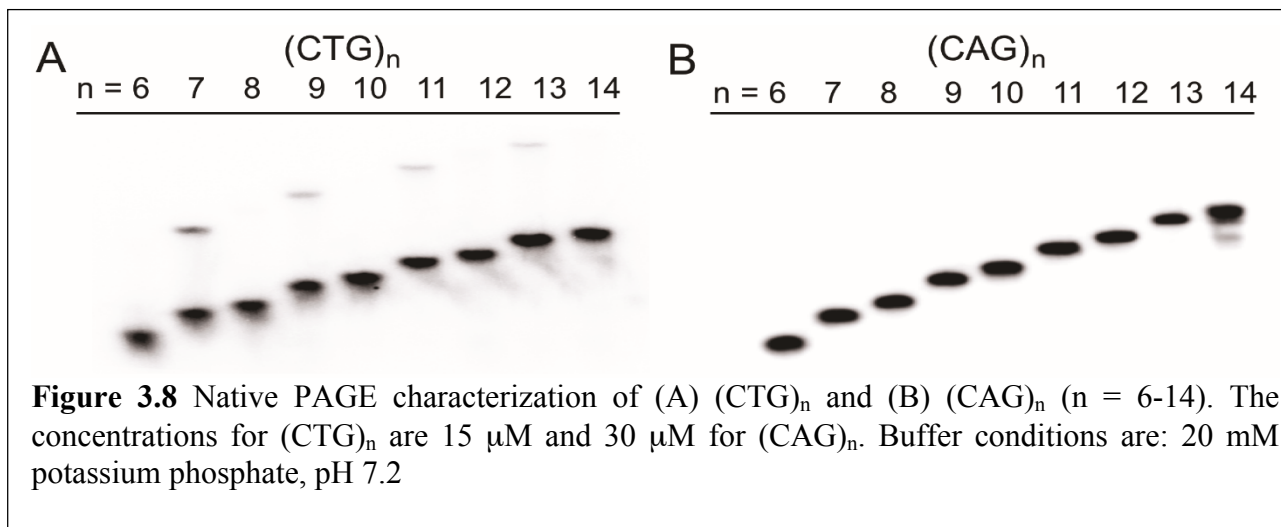 A (CTG)n B (CAG)n
n = 6 7 8 9 10 11 12 13 14 n = 6 7 8 9 10 11 12 13 14
Figure 3.8 Native PAGE characterization of (A) (CTG)n and (B) (CAG)n (n = 6-14). The
concentrations for (CTG)n are 15 μM and 30 μM for (CAG)n. Buffer conditions are: 20 mM
potassium phosphate, pH 7.2